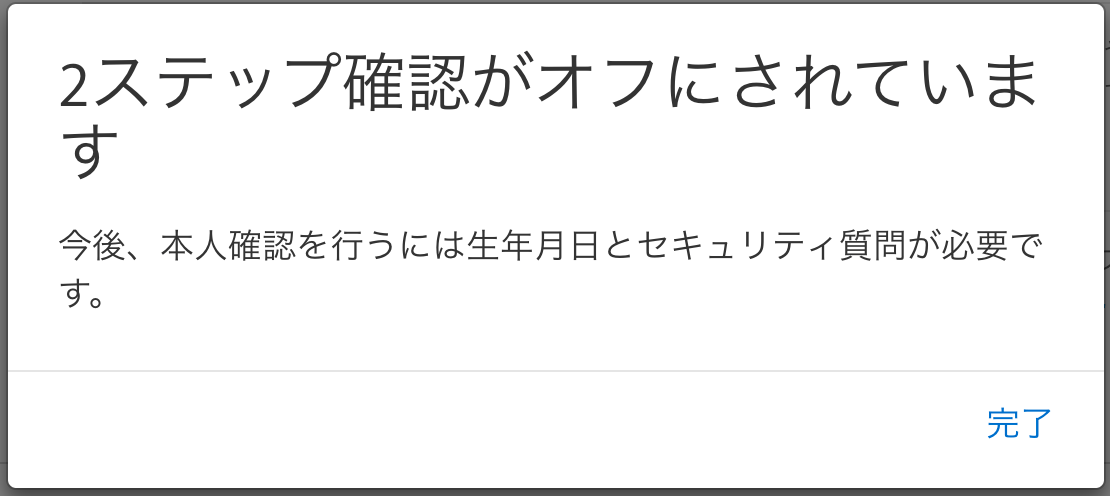 2ステップ確認がオフにされていま
す
今後、本人確認を行うには生年月日とセキュリティ質問が必要で
す。
完了